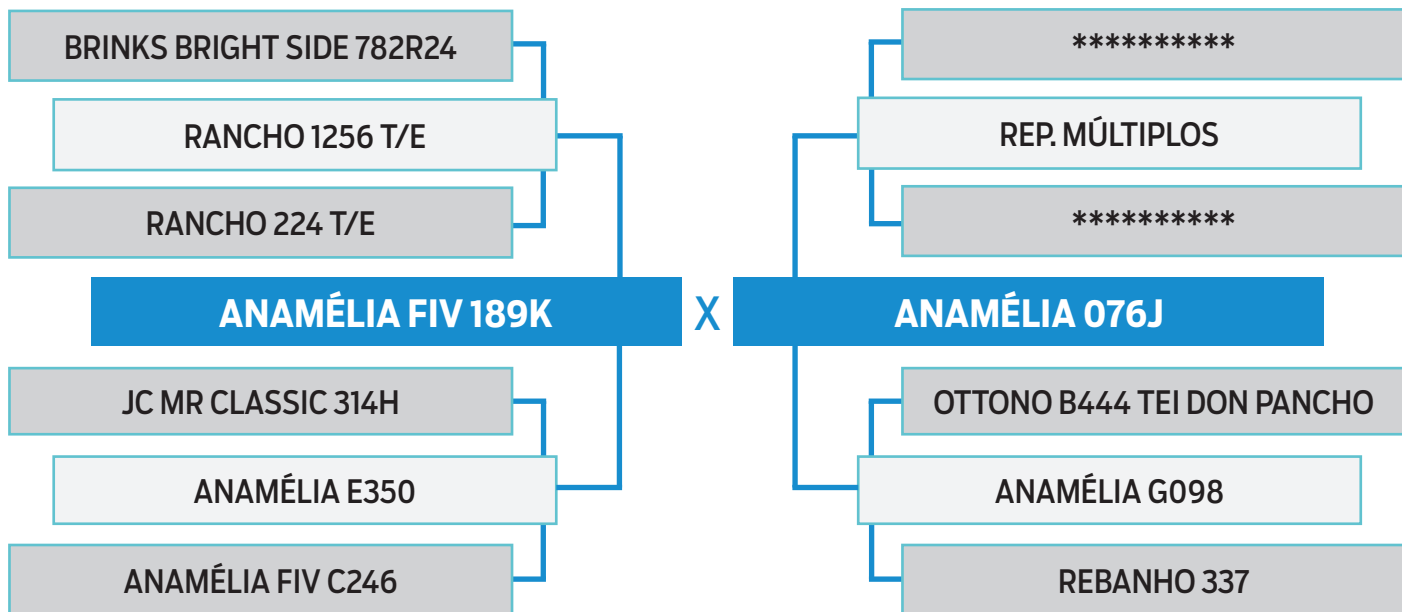 BRINKS BRIGHT SIDE 782R24
RANCHO 1256 T/E
RANCHO 224 T/E
ANAMÉLIA FIV 189K
JC MR CLASSIC 314H
ANAMÉLIA E350
ANAMÉLIA FIV C246
X
**********
REP. MÚLTIPLOS
**********
ANAMÉLIA 076J
OTTONO B444 TEI DON PANCHO
ANAMÉLIA G098
REBANHO 337